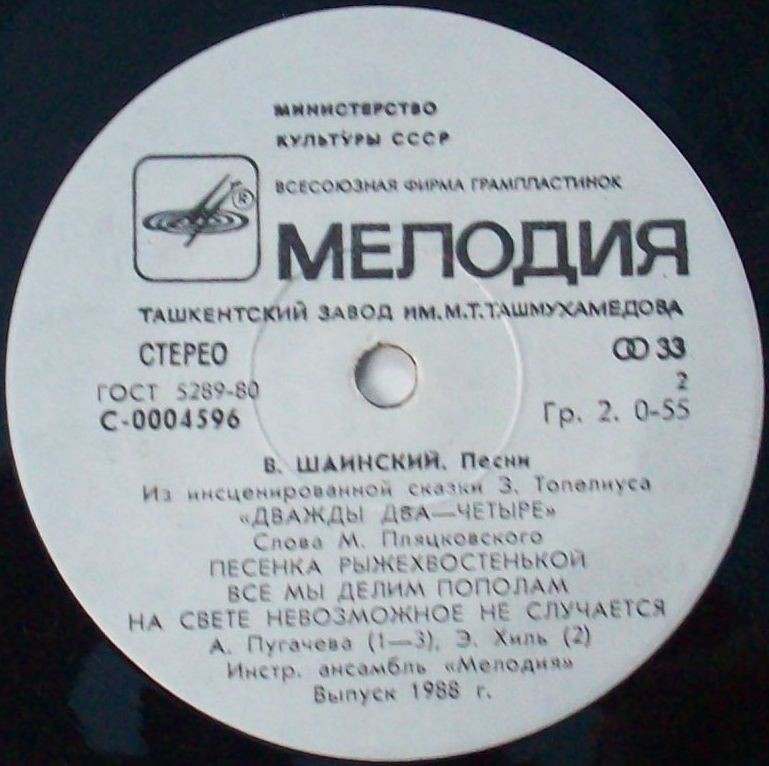 МИНИСТЕРСТВО
КУЛЬТУРЫ СССР
®
ВСЕСОЮЗНАЯ ФИРМА ГРАМПЛАСТИНОК
МЕЛОДИЯ
ТАШКЕНТСКИЙ ЗАВОД ИМ.М.Т.ТАШМУХАМЕДОВА
СТЕРЕО
33
2
ГОСТ 5289-80
С-0004596
Гр. 2. 0-55
В. ШАИНСКИЙ. Песни
Из инсценированной сказки З. Топелиуса
«ДВАЖДЫ ДВА—ЧЕТЫРЕ»
Слова М. Пляцковского
ПЕСЕНКА РЫЖЕХВОСТЕНЬКОЙ
ВСЕ МЫ ДЕЛИМ ПОПОЛАМ
НА СВЕТЕ НЕВОЗМОЖНОЕ НЕ СЛУЧАЕТСЯ
А. Пугачева (1—3), Э. Хиль (2)
Инстр. ансамбль «Мелодия»
Выпуск 1988 г.